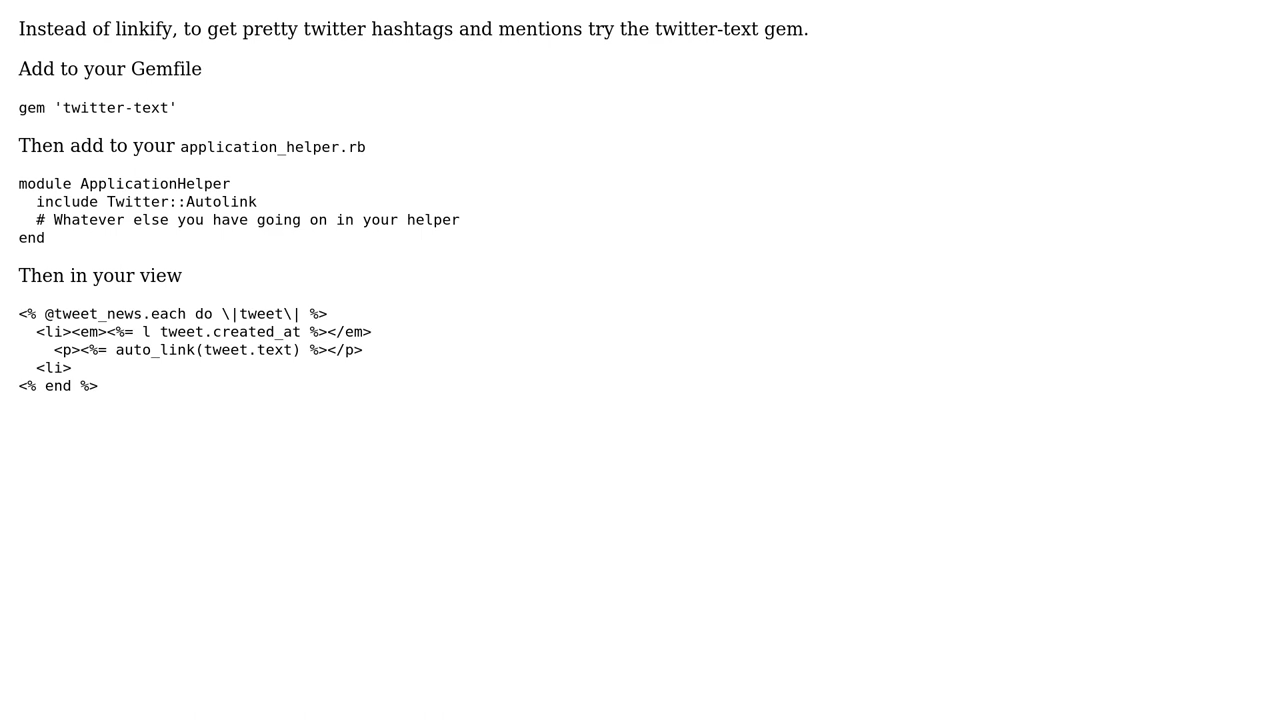 Instead of linkify, to get pretty twitter hashtags and mentions try the twitter-text gem.
Add to your Gemfile
gem 'twitter-text'
Then add to your application_helper.rb
module ApplicationHelper
  include Twitter::Autolink
  # Whatever else you have going on in your helper
end
Then in your view
<% @tweet_news.each do \|tweet\| %>
  <li><em><%= l tweet.created_at %></em>
    <p><%= auto_link(tweet.text) %></p>
  <li>
<% end %>